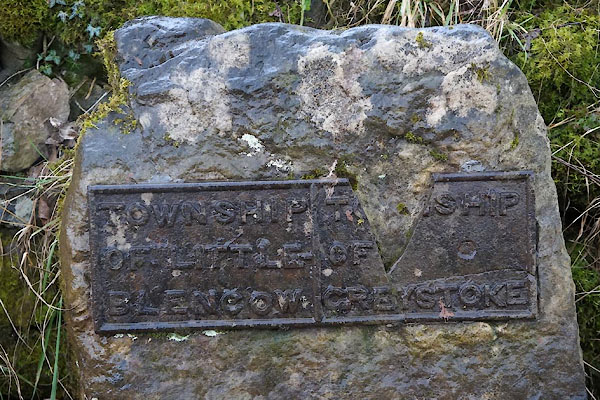 TOWNSHIP
OF LITTLE
BLENCOW
T SHIP
OF
GREYSTOKE